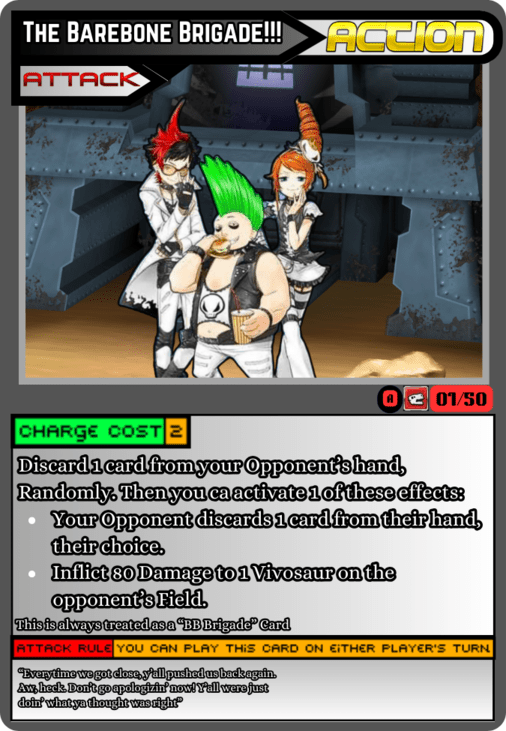 The Barebone Brigade!!!
ACTION
ATTACK
A
01/50
CHARGE COST 2
Discard 1 card from your Opponent's hand,
Randomly. Then you ca activate 1 of these effects:
• Your Opponent discards 1 card from their hand,
their choice.
• Inflict 80 Damage to 1 Vivosaur on the
opponent's Field.
This is always treated as a "BB Brigade" Card
ATTACK RULE YOU CAN PLAY THIS CARD ON EITHER PLAYER'S TURN.
"Everytime we got close, y'all pushed us back again.
Aw, heck. Don't go apologizin' now! Y'all were just
doin' what ya thought was right"